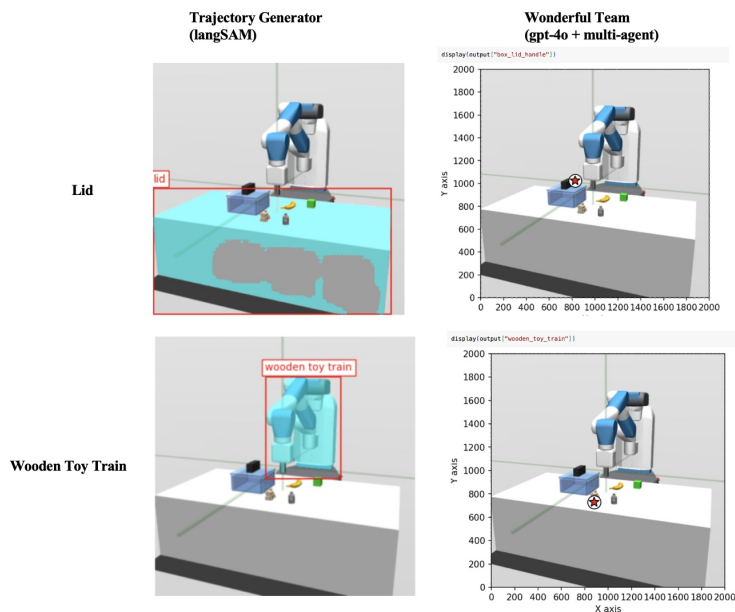 Trajectory Generator
(langSAM)
Wonderful Team
(gpt-4o + multi-agent)
display(output["box_lid_handle"])
Lid
lid
Y axis
2000
1800
1600
1400
1200
1000
800
600
400
200
0
0 200 400 600 800 1000 1200 1400 1600 1800 2000
display(output["wooden_toy_train"])
Wooden Toy Train
wooden toy train
Y axis
2000
1800
1600
1400
1200
1000
800
600
400
200
0
0 200 400 600 800 1000 1200 1400 1600 1800 2000
X axis